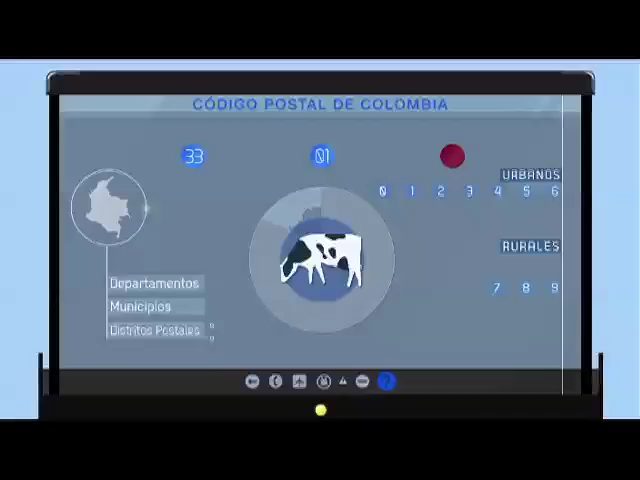 CÓDIGO POSTAL DE COLOMBIA
33 01
URBANOS
0 1 2 3 4 5 6
RURALES
7 8 9
Departamentos
Municipios
Distritos Postales
?